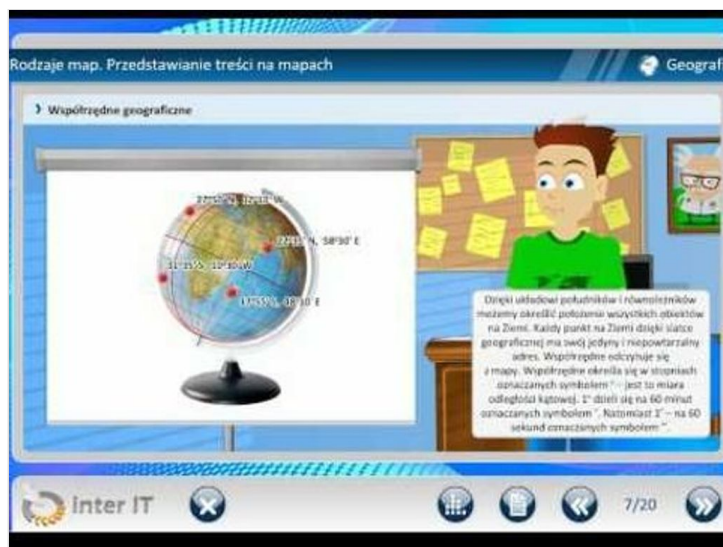 Rodzaje map. Przedstawianie treści na mapach
Geograf
Współrzędne geograficzne
N, 58°30' E
Dzięki układowi południków i równoleżników
możemy określić położenie wszystkich obiektów
na Ziemi. Każdy punkt na Ziemi dzięki siatce
geograficznej ma swój jedyny i niepowtarzalny
adres. Współrzędne odczytuje się
z mapy. Współrzędne określa się w stopniach
oznaczanych symbolem ° – jest to miara
odległości kątowej. 1° dzieli się na 60 minut
oznaczanych symbolem '. Natomiast 1' – na 60
sekund oznaczanych symbolem ".
inter IT
7/20